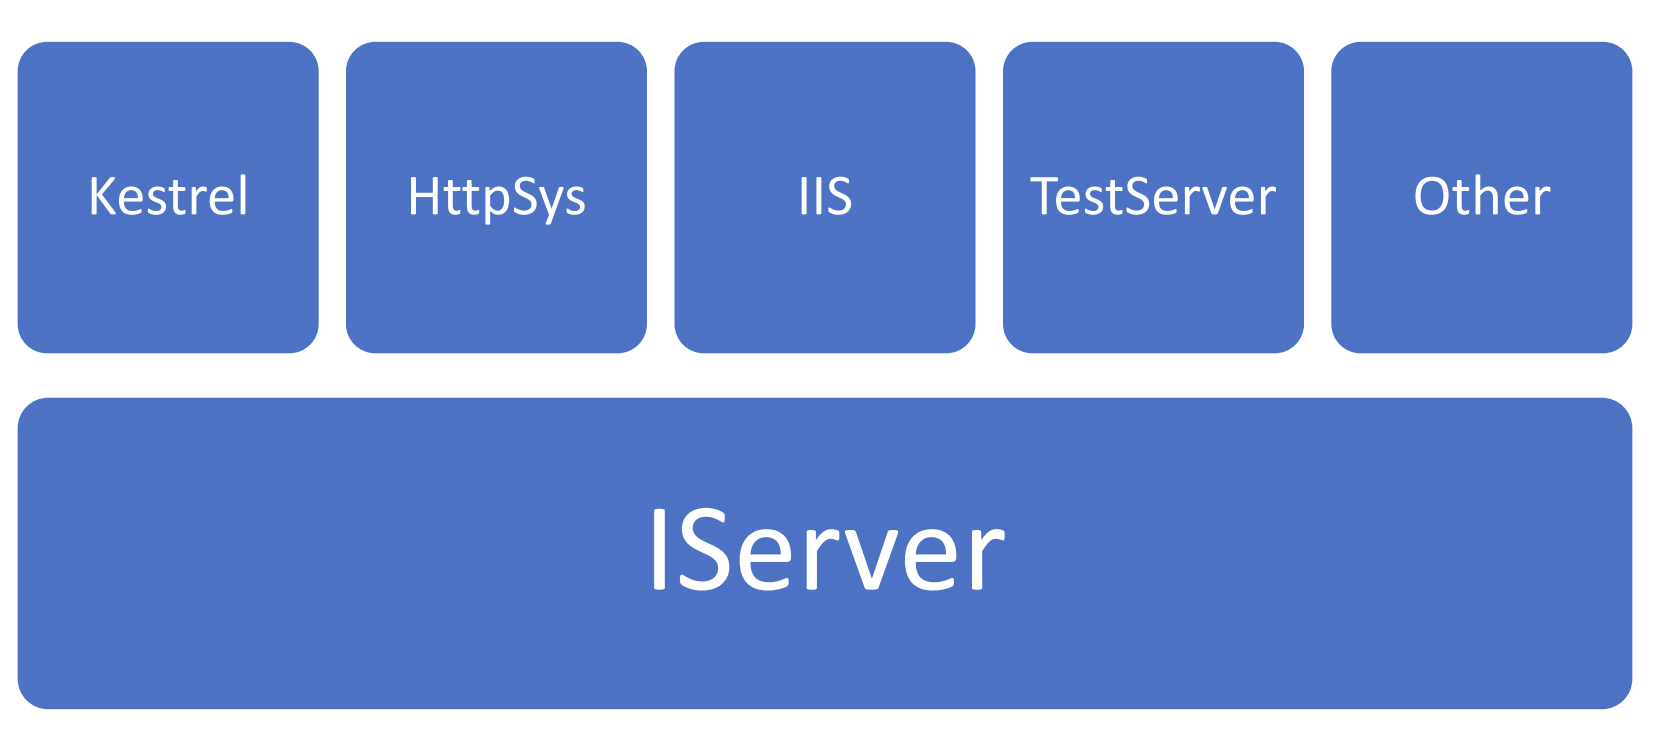 Kestrel
HttpSys
IIS
TestServer
Other
IServer